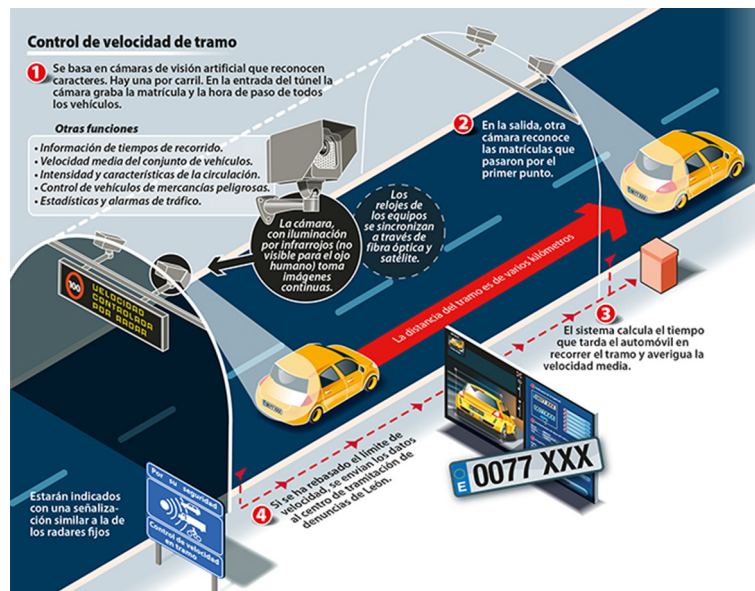 Control de velocidad de tramo
1 Se basa en cámaras de visión artificial que reconocen
caracteres. Hay una por carril. En la entrada del túnel la
cámara graba la matrícula y la hora de paso de todos
los vehículos.
Otras funciones
• Información de tiempos de recorrido.
• Velocidad media del conjunto de vehículos.
• Intensidad y características de la circulación.
• Control de vehículos de mercancías peligrosas.
• Estadísticas y alarmas de tráfico.
2 En la salida, otra
cámara reconoce
las matrículas que
pasaron por el
primer punto.
La cámara,
con iluminación
por infrarrojos (no
visible para el ojo
humano) toma
imágenes
continuas.
Los
relojes de
los equipos
se sincronizan
a través de
fibra óptica y
satélite.
100
VELOCIDAD
CONTROLADA
POR RADAR
La distancia del tramo es de varios kilómetros
3
El sistema calcula el tiempo
que tarda el automóvil en
recorrer el tramo y averigua la
velocidad media.
E 0077 XXX
4 Si se ha rebasado el límite de
velocidad, se envían los datos
al centro de tramitación de
denuncias de León.
Estarán indicados
con una señaliza-
ción similar a la de
los radares fijos
Por su seguridad
Control de velocidad
en tramo